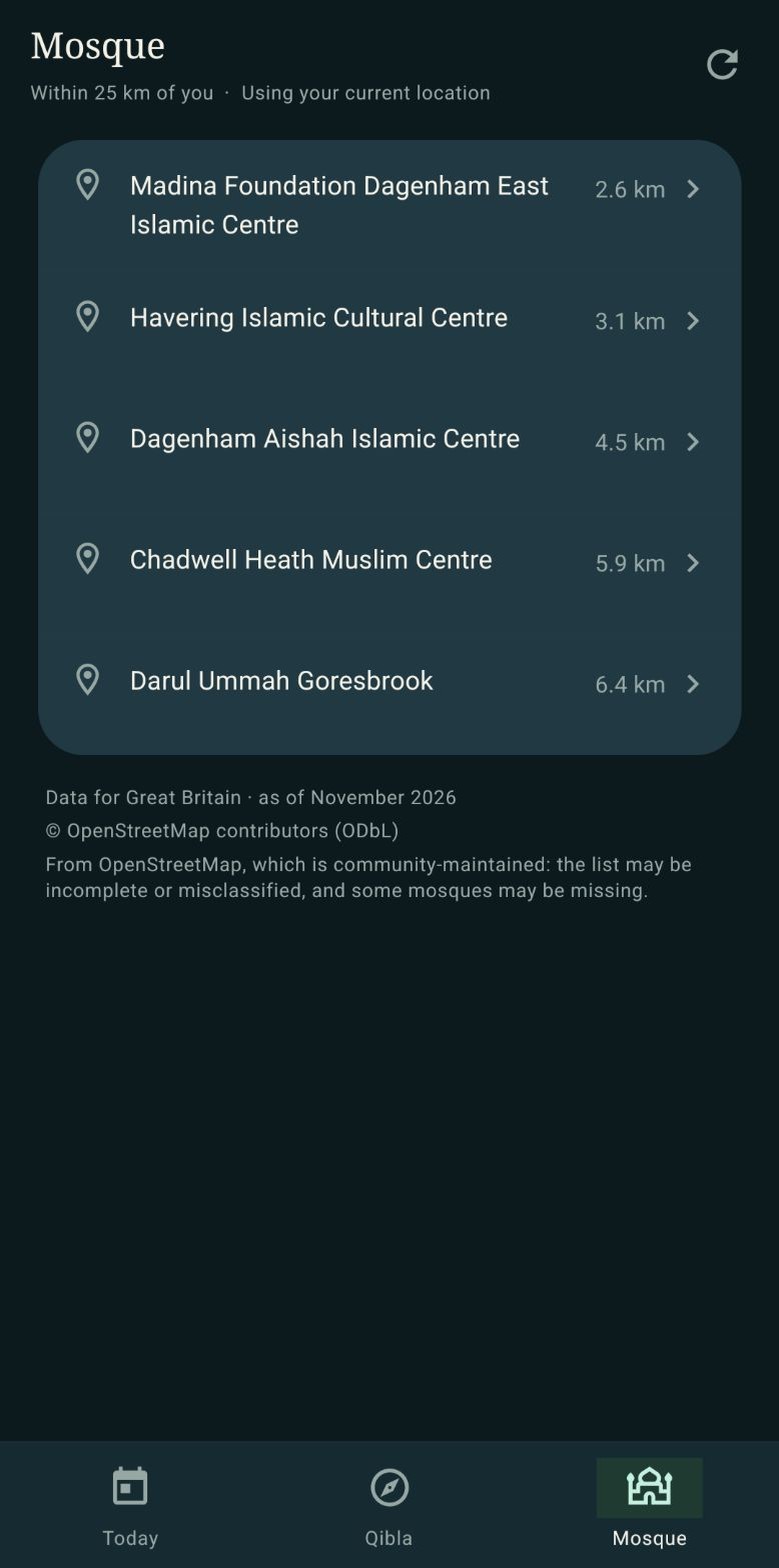 Mosque
Within 25 km of you · Using your current location
Madina Foundation Dagenham East
Islamic Centre
2.6 km
Havering Islamic Cultural Centre
3.1 km
Dagenham Aishah Islamic Centre
4.5 km
Chadwell Heath Muslim Centre
5.9 km
Darul Ummah Goresbrook
6.4 km
Data for Great Britain · as of November 2026
© OpenStreetMap contributors (ODbL)
From OpenStreetMap, which is community-maintained: the list may be
incomplete or misclassified, and some mosques may be missing.
Today
Qibla
Mosque